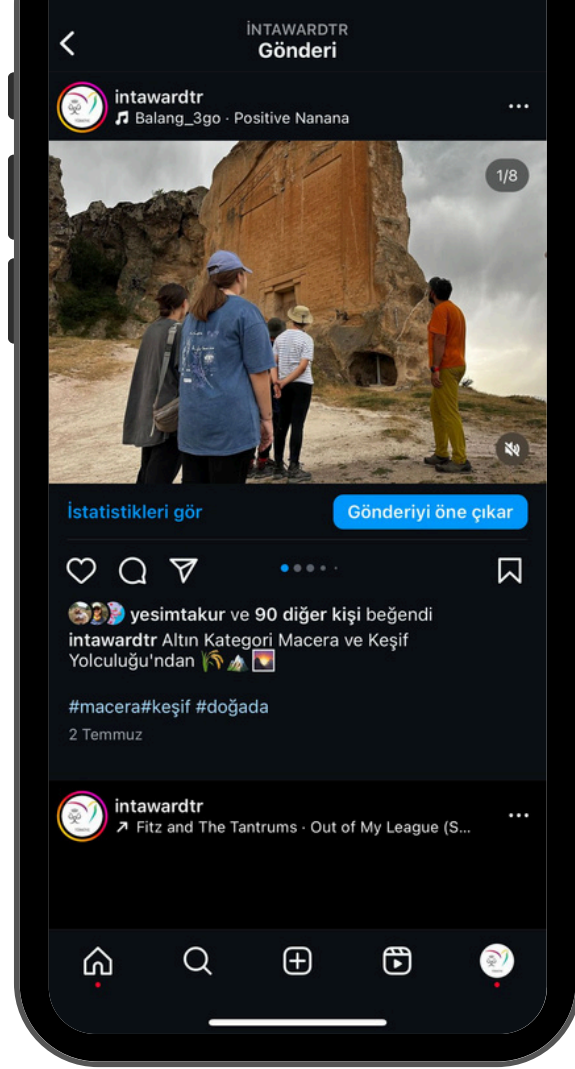 İNTAWARDTR
Gönderi
intawardtr
Balang_3go · Positive Nanana
1/8
İstatistikleri gör
Gönderiyi öne çıkar
yesimtakur ve 90 diğer kişi beğendi
intawardtr Altın Kategori Macera ve Keşif
Yolculuğu'ndan 🌾⛰️🌄
#macera#keşif #doğada
2 Temmuz
intawardtr
Fitz and The Tantrums · Out of My League (S...